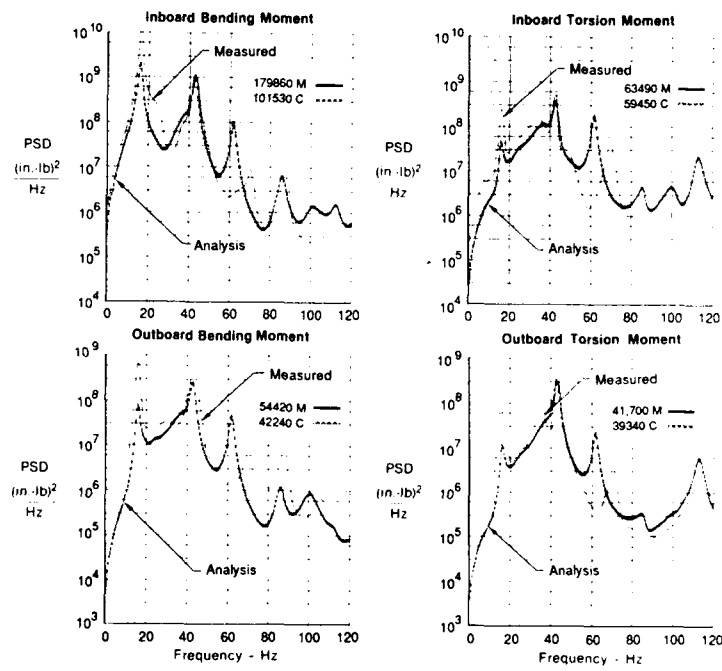 Inboard Bending Moment
10^10
10^9
10^8
10^7
10^6
10^5
10^4
PSD
(in.-lb)^2
Hz
Measured
179860 M
101530 C
Analysis
0 20 40 60 80 100 120
Inboard Torsion Moment
10^10
10^9
10^8
10^7
10^6
10^5
10^4
PSD
(in.-lb)^2
Hz
Measured
63490 M
59450 C
Analysis
0 20 40 60 80 100 120
Outboard Bending Moment
10^9
10^8
10^7
10^6
10^5
10^4
10^3
PSD
(in.-lb)^2
Hz
Measured
54420 M
42240 C
Analysis
0 20 40 60 80 100 120
Frequency - Hz
Outboard Torsion Moment
10^9
10^8
10^7
10^6
10^5
10^4
10^3
PSD
(in.-lb)^2
Hz
Measured
41,700 M
39340 C
Analysis
0 20 40 60 80 100 120
Frequency - Hz